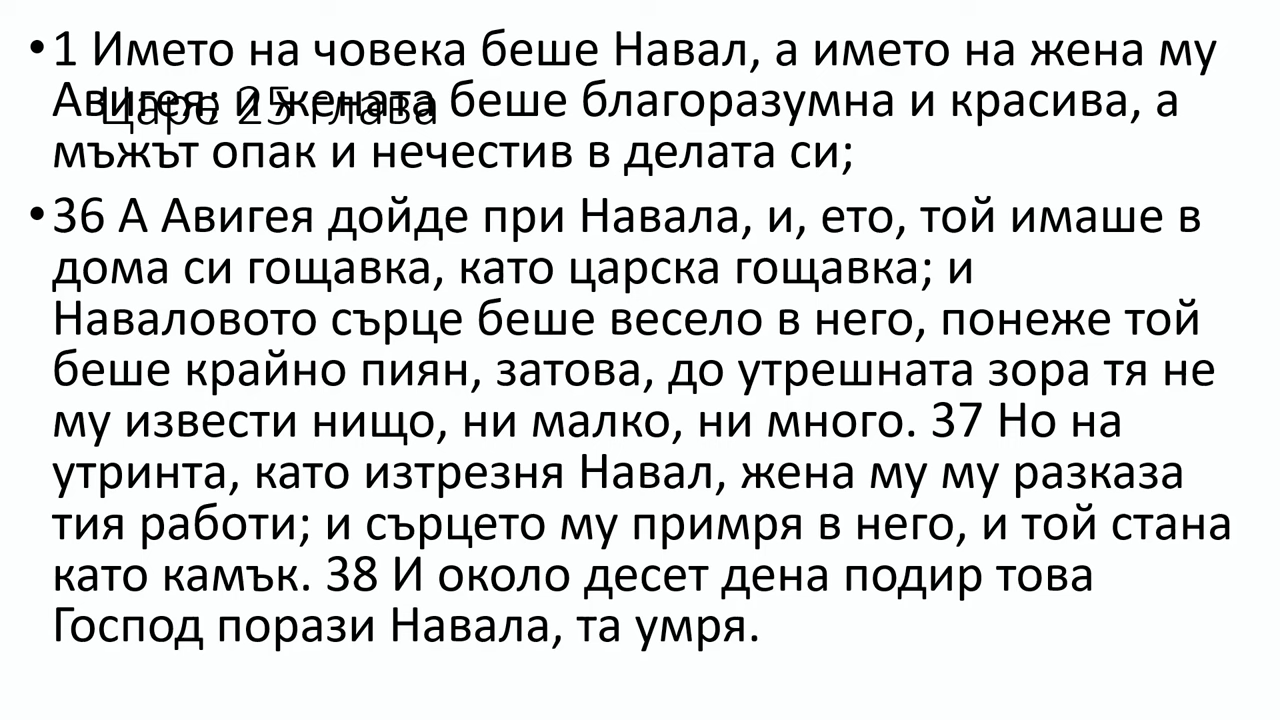 •1 Името на човека беше Навал, а името на жена му
Авигея; и жената беше благоразумна и красива, а
Царе 25 глава
мъжът опак и нечестив в делата си;
•36 А Авигея дойде при Навала, и, ето, той имаше в
дома си гощавка, като царска гощавка; и
Наваловото сърце беше весело в него, понеже той
беше крайно пиян, затова, до утрешната зора тя не
му извести нищо, ни малко, ни много. 37 Но на
утринта, като изтрезня Навал, жена му му разказа
тия работи; и сърцето му примря в него, и той стана
като камък. 38 И около десет дена подир това
Господ порази Навала, та умря.